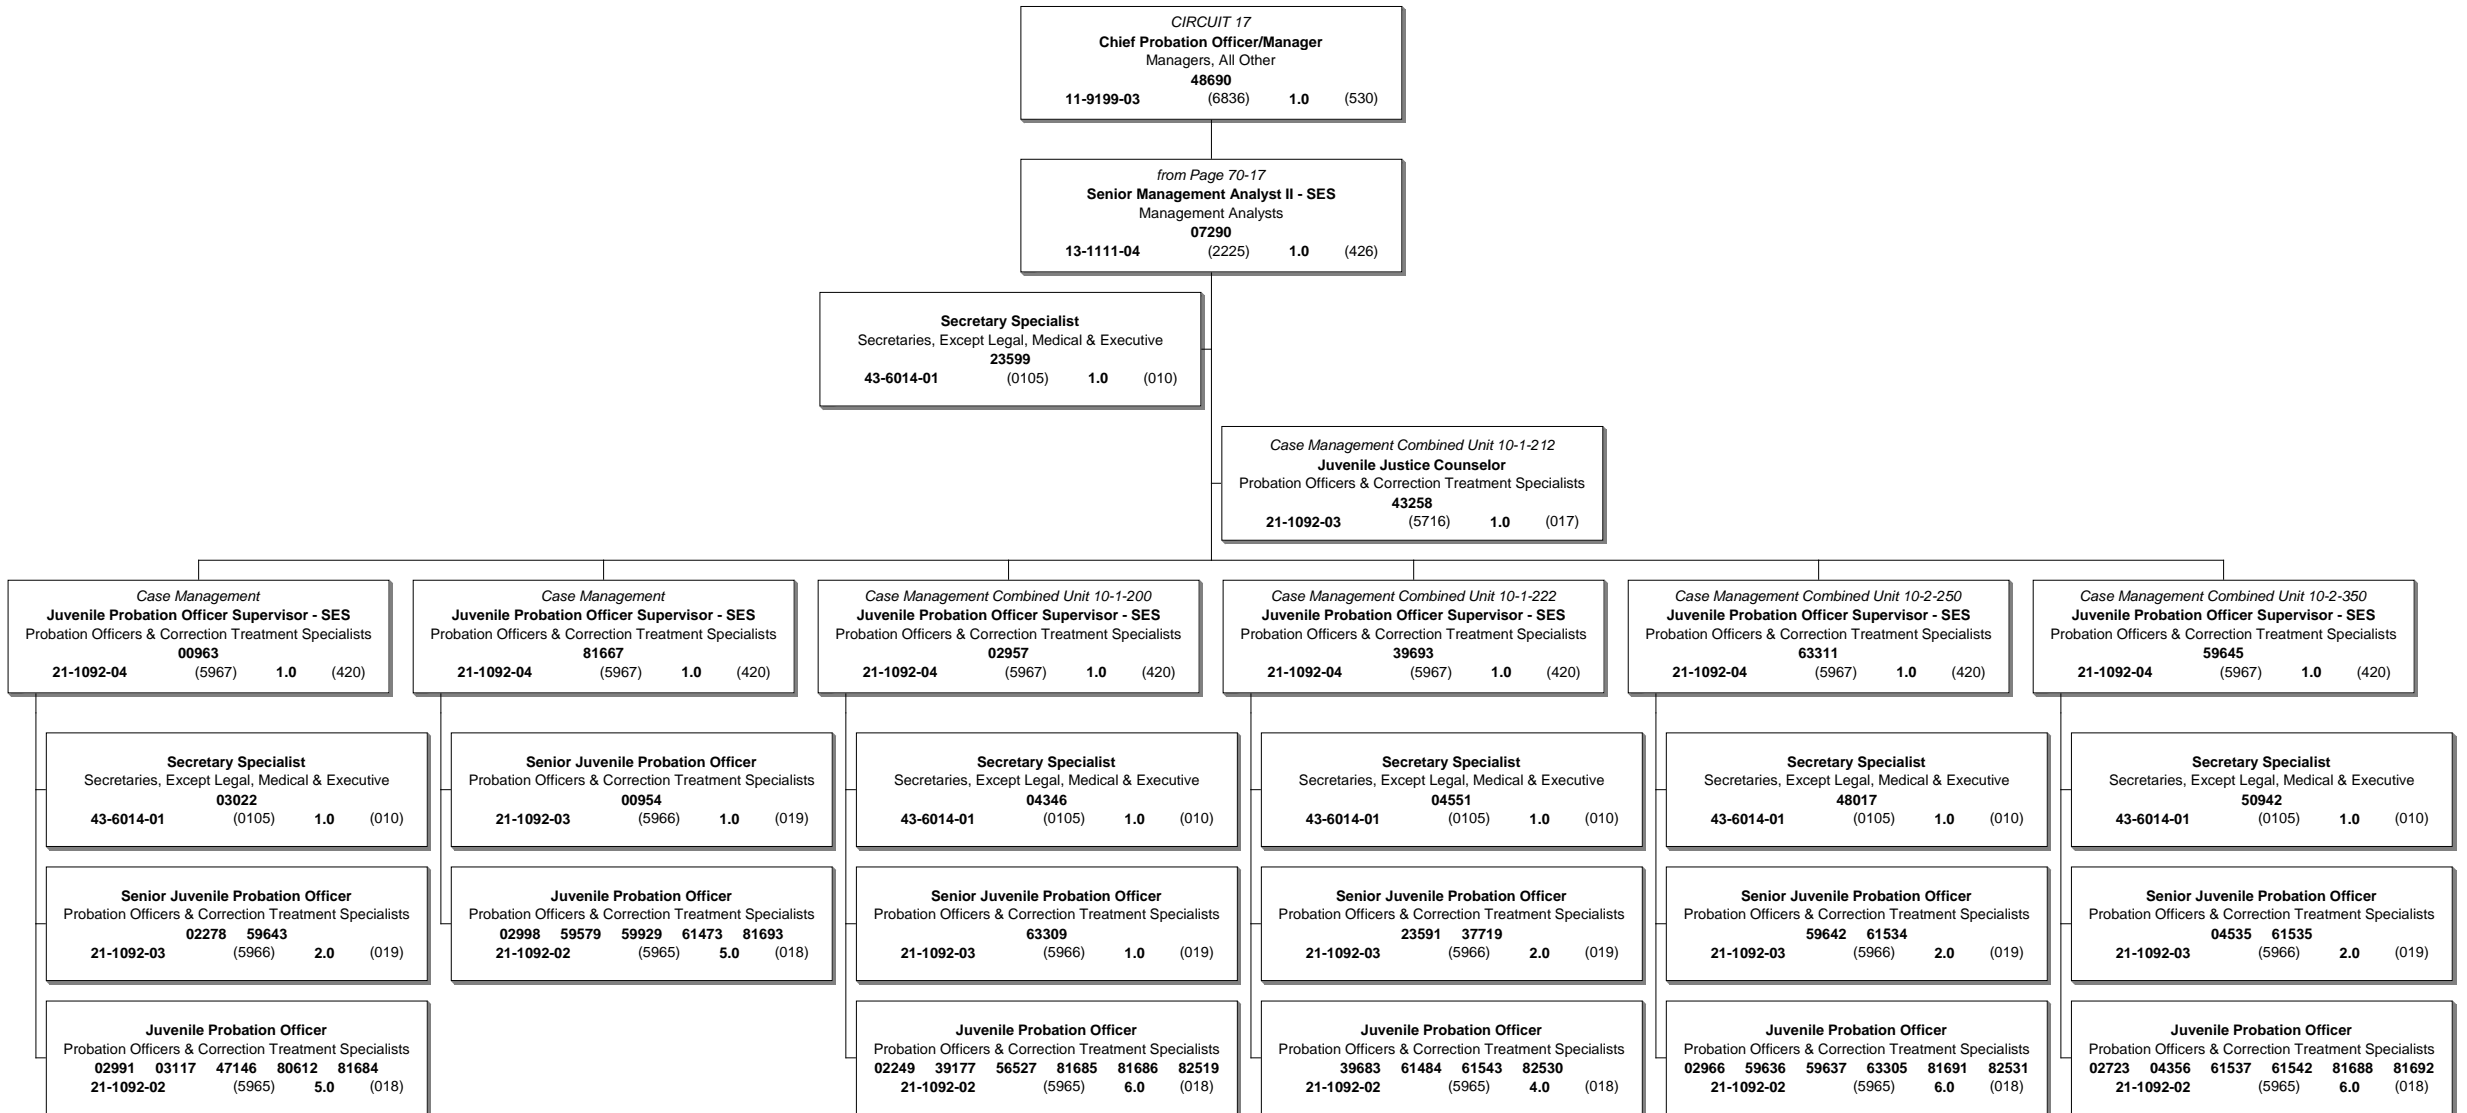 CIRCUIT 17
Chief Probation Officer/Manager
Managers, All Other
48690
11-9199-03 (6836) 1.0 (530)
from Page 70-17
Senior Management Analyst II - SES
Management Analysts
07290
13-1111-04 (2225) 1.0 (426)
Secretary Specialist
Secretaries, Except Legal, Medical & Executive
23599
43-6014-01 (0105) 1.0 (010)
Case Management Combined Unit 10-1-212
Juvenile Justice Counselor
Probation Officers & Correction Treatment Specialists
43258
21-1092-03 (5716) 1.0 (017)
Case Management
Juvenile Probation Officer Supervisor - SES
Probation Officers & Correction Treatment Specialists
00963
21-1092-04 (5967) 1.0 (420)
Secretary Specialist
Secretaries, Except Legal, Medical & Executive
03022
43-6014-01 (0105) 1.0 (010)
Senior Juvenile Probation Officer
Probation Officers & Correction Treatment Specialists
02278 59643
21-1092-03 (5966) 2.0 (019)
Juvenile Probation Officer
Probation Officers & Correction Treatment Specialists
02991 03117 47146 80612 81684
21-1092-02 (5965) 5.0 (018)
Case Management
Juvenile Probation Officer Supervisor - SES
Probation Officers & Correction Treatment Specialists
81667
21-1092-04 (5967) 1.0 (420)
Senior Juvenile Probation Officer
Probation Officers & Correction Treatment Specialists
00954
21-1092-03 (5966) 1.0 (019)
Juvenile Probation Officer
Probation Officers & Correction Treatment Specialists
02998 59579 59929 61473 81693
21-1092-02 (5965) 5.0 (018)
Case Management Combined Unit 10-1-200
Juvenile Probation Officer Supervisor - SES
Probation Officers & Correction Treatment Specialists
02957
21-1092-04 (5967) 1.0 (420)
Secretary Specialist
Secretaries, Except Legal, Medical & Executive
04346
43-6014-01 (0105) 1.0 (010)
Senior Juvenile Probation Officer
Probation Officers & Correction Treatment Specialists
63309
21-1092-03 (5966) 1.0 (019)
Juvenile Probation Officer
Probation Officers & Correction Treatment Specialists
02249 39177 56527 81685 81686 82519
21-1092-02 (5965) 6.0 (018)
Case Management Combined Unit 10-1-222
Juvenile Probation Officer Supervisor - SES
Probation Officers & Correction Treatment Specialists
39693
21-1092-04 (5967) 1.0 (420)
Secretary Specialist
Secretaries, Except Legal, Medical & Executive
04551
43-6014-01 (0105) 1.0 (010)
Senior Juvenile Probation Officer
Probation Officers & Correction Treatment Specialists
23591 37719
21-1092-03 (5966) 2.0 (019)
Juvenile Probation Officer
Probation Officers & Correction Treatment Specialists
39683 61484 61543 82530
21-1092-02 (5965) 4.0 (018)
Case Management Combined Unit 10-2-250
Juvenile Probation Officer Supervisor - SES
Probation Officers & Correction Treatment Specialists
63311
21-1092-04 (5967) 1.0 (420)
Secretary Specialist
Secretaries, Except Legal, Medical & Executive
48017
43-6014-01 (0105) 1.0 (010)
Senior Juvenile Probation Officer
Probation Officers & Correction Treatment Specialists
59642 61534
21-1092-03 (5966) 2.0 (019)
Juvenile Probation Officer
Probation Officers & Correction Treatment Specialists
02966 59636 59637 63305 81691 82531
21-1092-02 (5965) 6.0 (018)
Case Management Combined Unit 10-2-350
Juvenile Probation Officer Supervisor - SES
Probation Officers & Correction Treatment Specialists
59645
21-1092-04 (5967) 1.0 (420)
Secretary Specialist
Secretaries, Except Legal, Medical & Executive
50942
43-6014-01 (0105) 1.0 (010)
Senior Juvenile Probation Officer
Probation Officers & Correction Treatment Specialists
04535 61535
21-1092-03 (5966) 2.0 (019)
Juvenile Probation Officer
Probation Officers & Correction Treatment Specialists
02723 04356 61537 61542 81688 81692
21-1092-02 (5965) 6.0 (018)